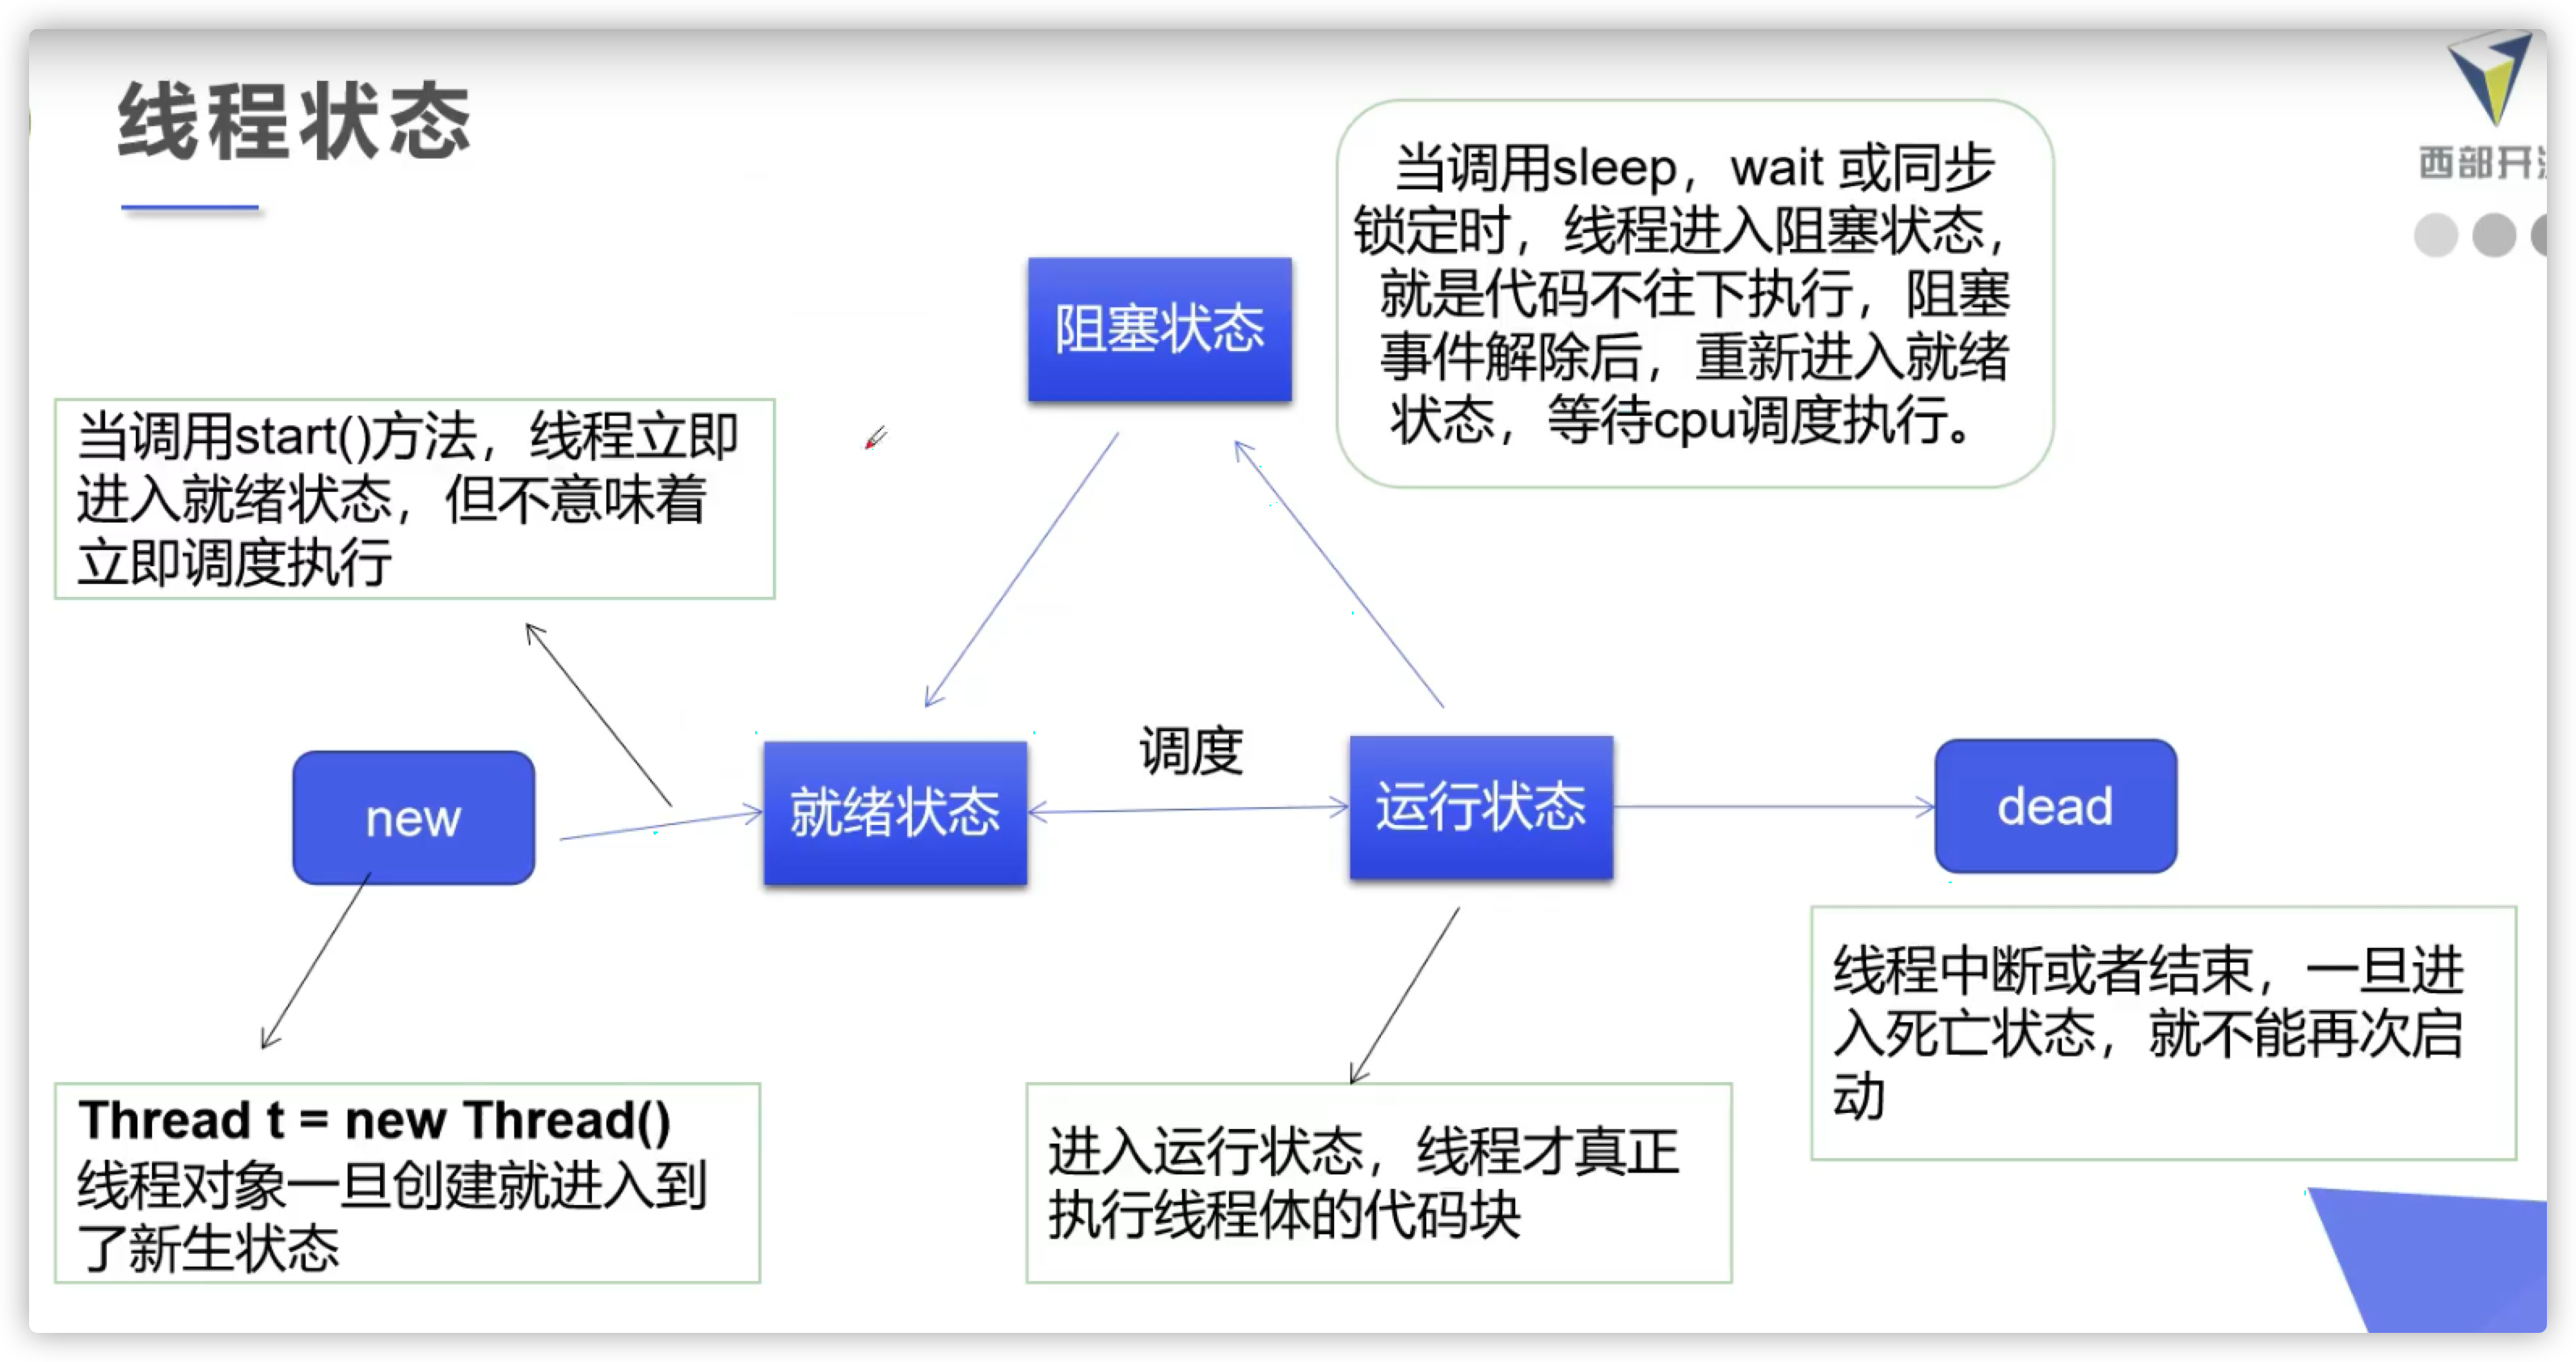 线程状态
西部开
当调用sleep，wait 或同步
锁定时，线程进入阻塞状态，
就是代码不往下执行，阻塞
事件解除后，重新进入就绪
状态，等待cpu调度执行。
阻塞状态
当调用start()方法，线程立即
进入就绪状态，但不意味着
立即调度执行
调度
new
就绪状态
运行状态
dead
线程中断或者结束，一旦进
入死亡状态，就不能再次启
动
Thread t = new Thread()
线程对象一旦创建就进入到
了新生状态
进入运行状态，线程才真正
执行线程体的代码块